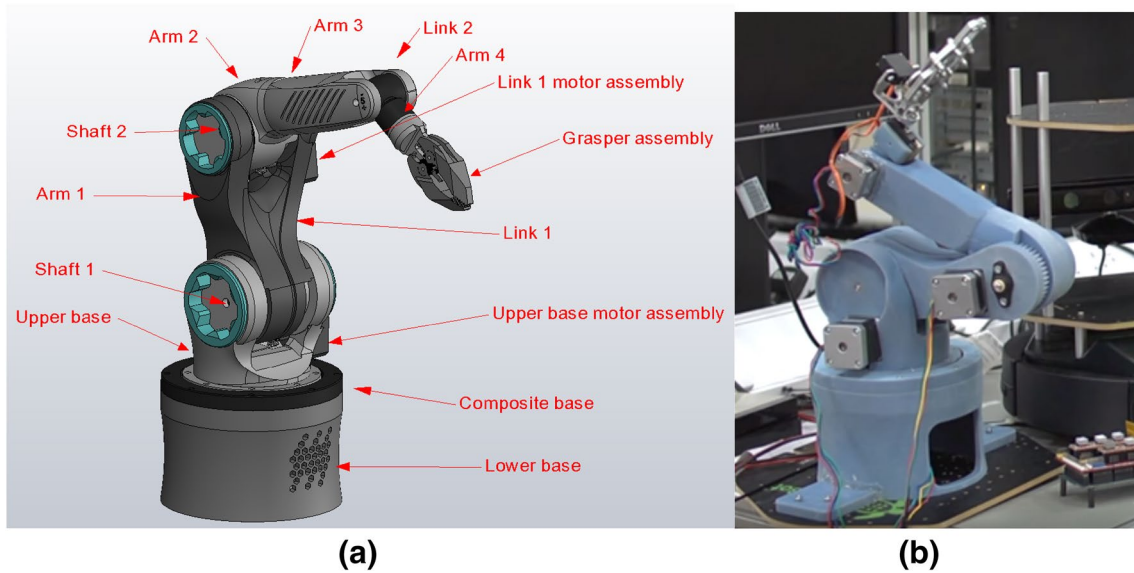 Arm 2
Arm 3
Link 2
Arm 4
Link 1 motor assembly
Shaft 2
Grasper assembly
Arm 1
Link 1
Shaft 1
Upper base
Upper base motor assembly
Composite base
Lower base
DELL
(a)
(b)